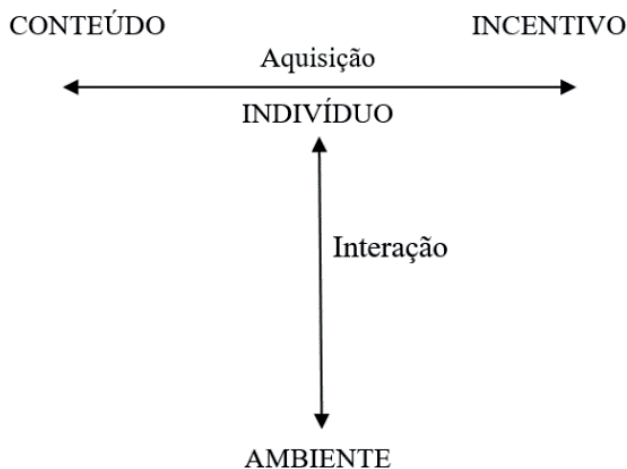 CONTEÚDO
INCENTIVO
Aquisição
INDIVÍDUO
Interação
AMBIENTE